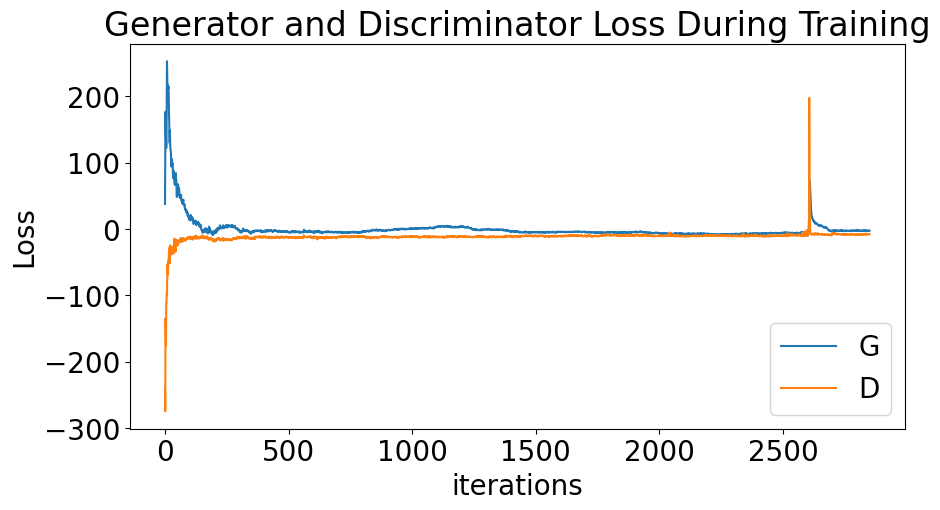 Generator and Discriminator Loss During Training
200
100
0
−100
−200
−300
Loss
0 500 1000 1500 2000 2500
iterations
G
D